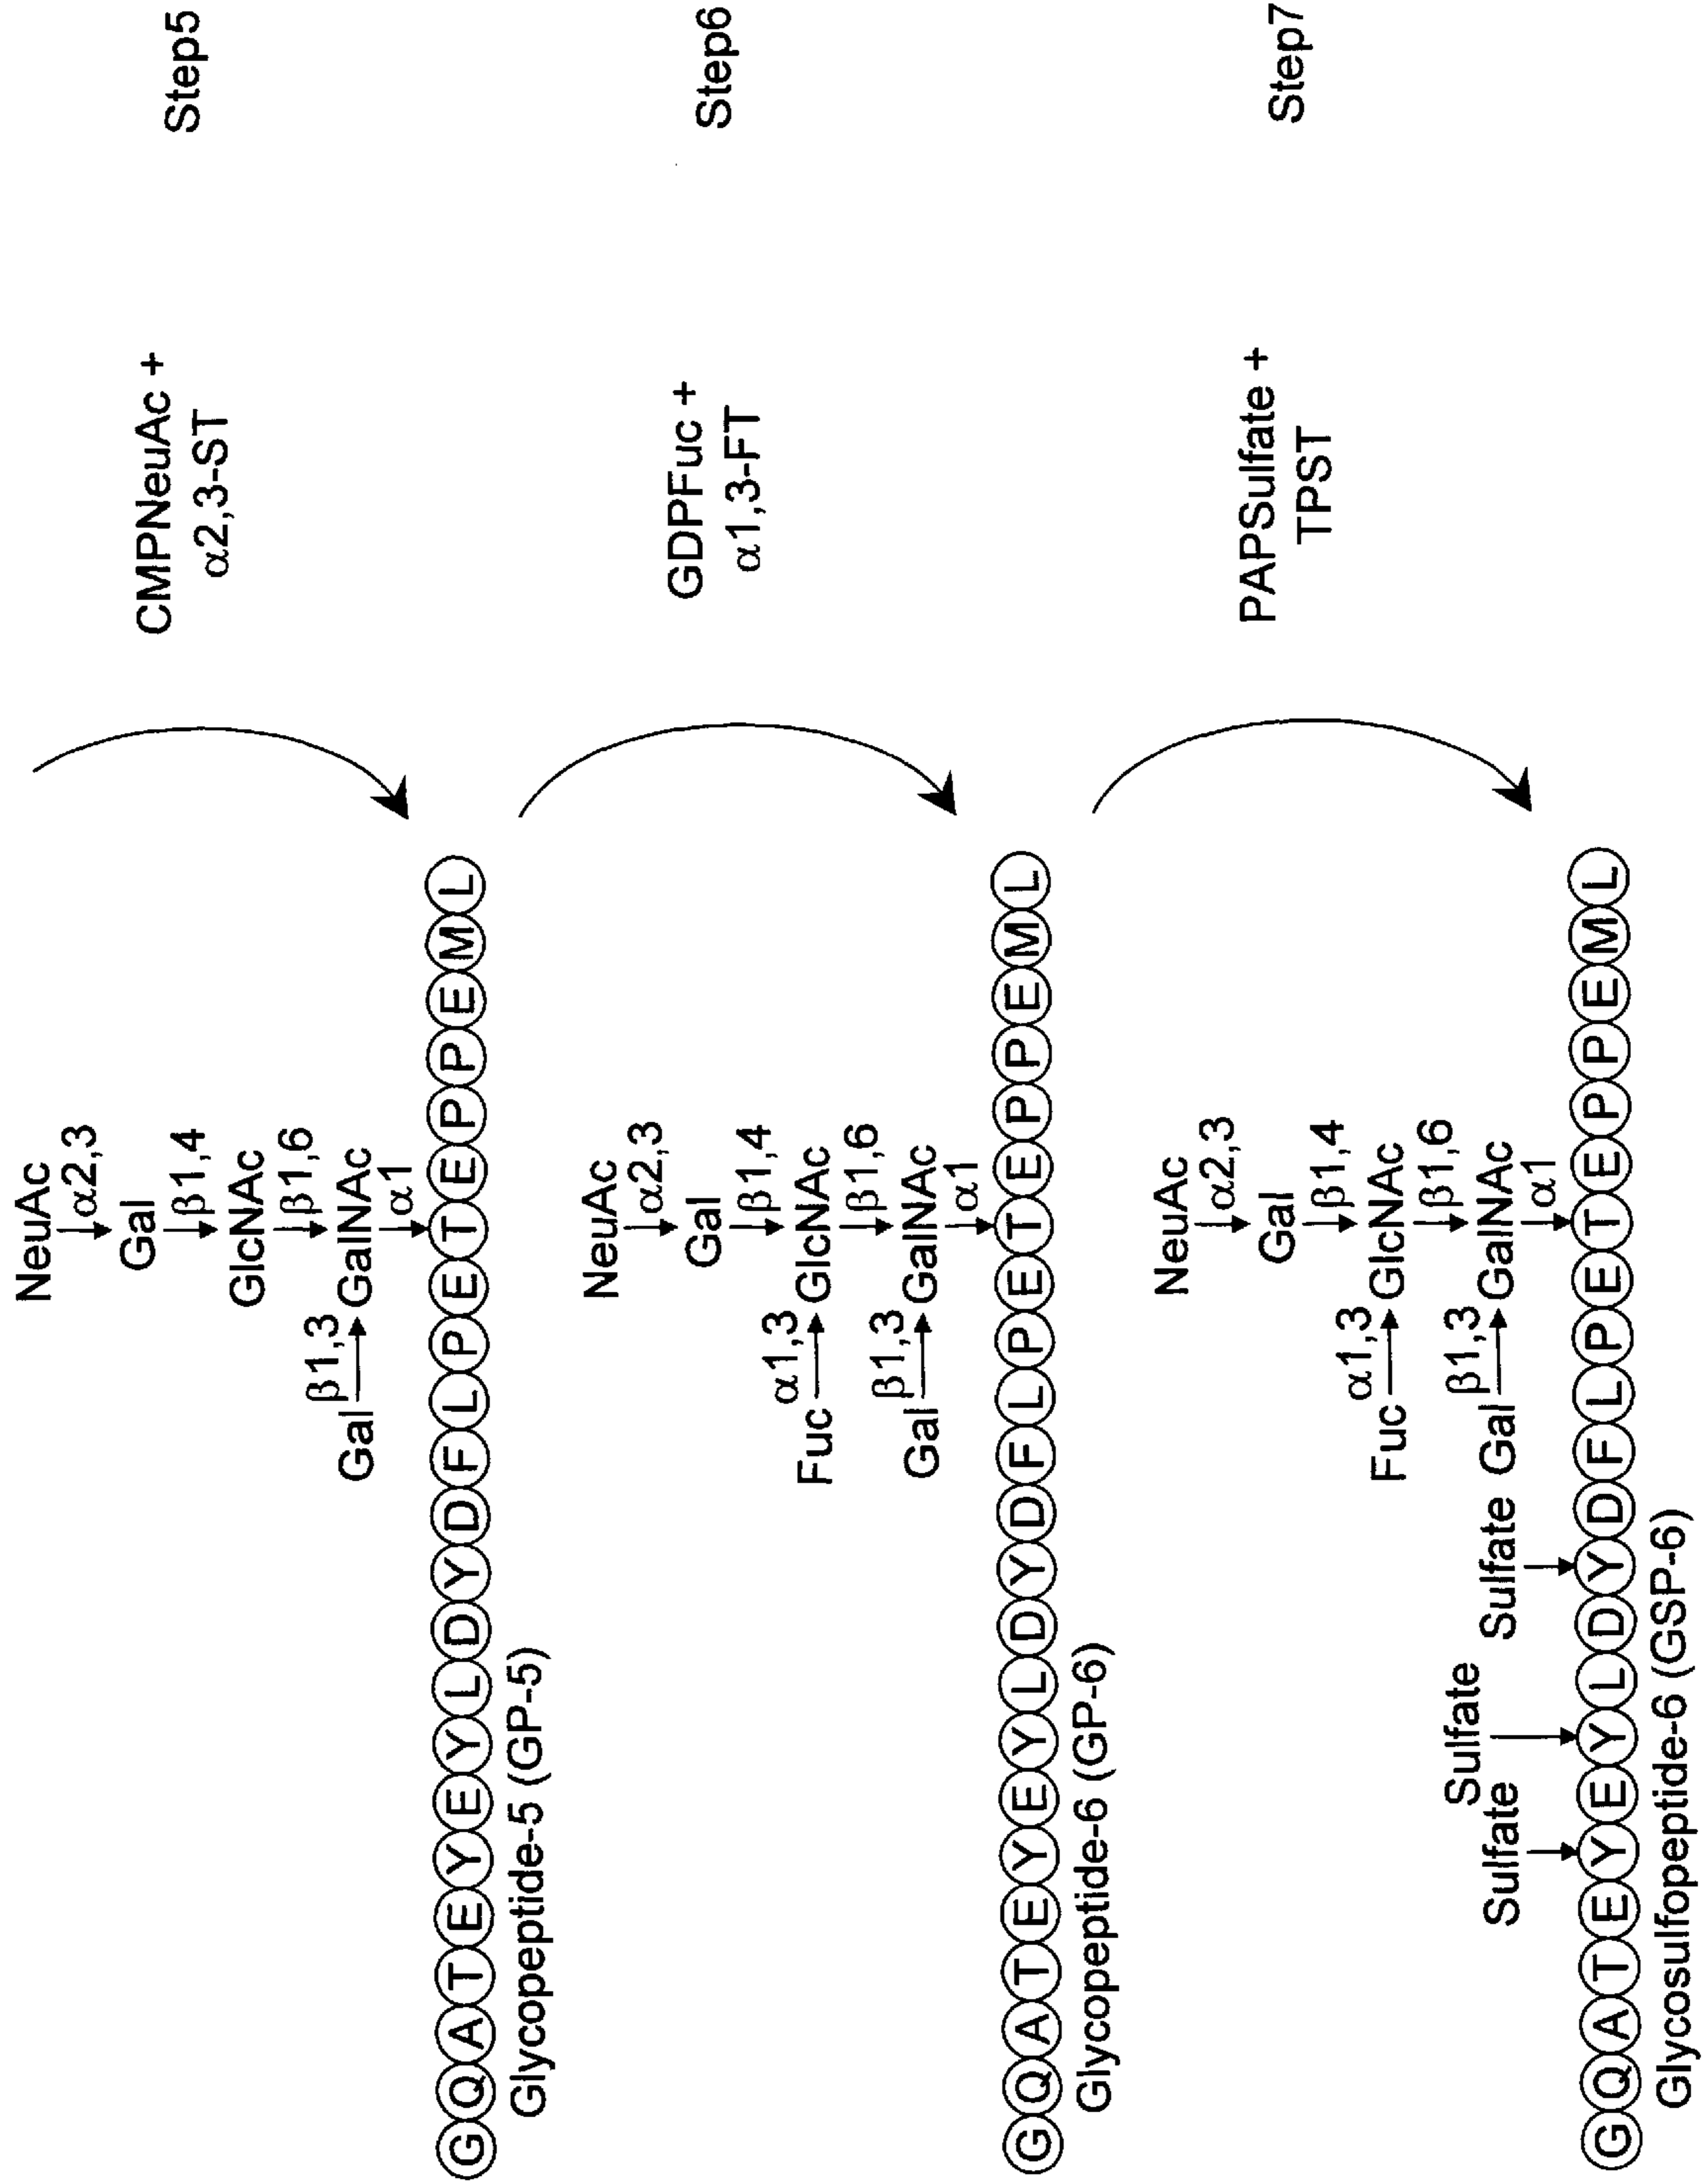 NeuAc
α2,3
CMPNeuAc +
Step5
Gal
α2,3-ST
β1,4
GlcNAc
β1,6
Gal β1,3 GalNAc
α1
G Q A T E Y E Y L D Y D F L P E T E P P E M L
Glycopeptide-5 (GP-5)
NeuAc
α2,3
GDPFuc +
Step6
Gal
α1,3-FT
β1,4
Fuc α1,3 GlcNAc
β1,6
Gal β1,3 GalNAc
α1
G Q A T E Y E Y L D Y D F L P E T E P P E M L
Glycopeptide-6 (GP-6)
NeuAc
α2,3
PAPSulfate +
Step7
Gal
TPST
β1,4
Fuc α1,3 GlcNAc
β1,6
Sulfate
Sulfate Sulfate Gal β1,3 GalNAc
α1
G Q A T E Y E Y L D Y D F L P E T E P P E M L
Glycosulfopeptide-6 (GSP-6)